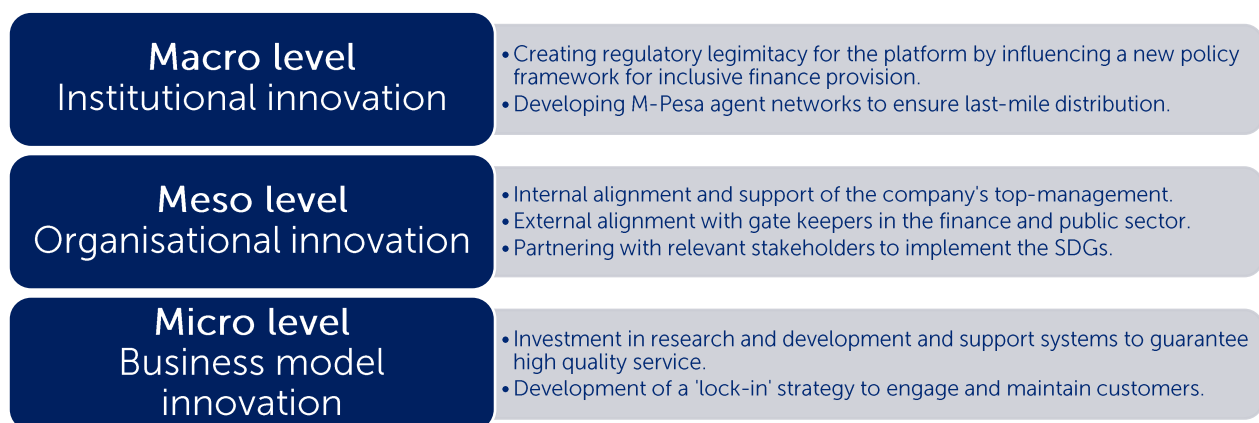 Macro level
Institutional innovation
• Creating regulatory legimitacy for the platform by influencing a new policy
framework for inclusive finance provision.
• Developing M-Pesa agent networks to ensure last-mile distribution.
Meso level
Organisational innovation
• Internal alignment and support of the company's top-management.
• External alignment with gate keepers in the finance and public sector.
• Partnering with relevant stakeholders to implement the SDGs.
Micro level
Business model
innovation
• Investment in research and development and support systems to guarantee
high quality service.
• Development of a 'lock-in' strategy to engage and maintain customers.